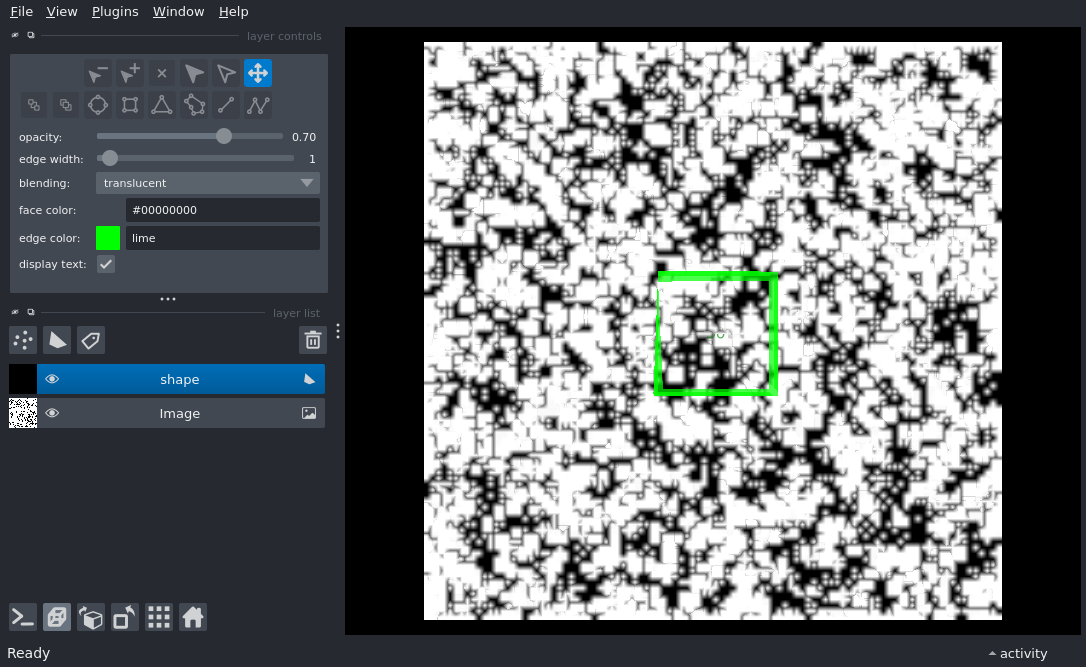 File View Plugins Window Help
layer controls
opacity: 0.70
edge width: 1
blending: translucent
face color: #00000000
edge color: lime
display text:
layer list
shape
Image
Ready
activity